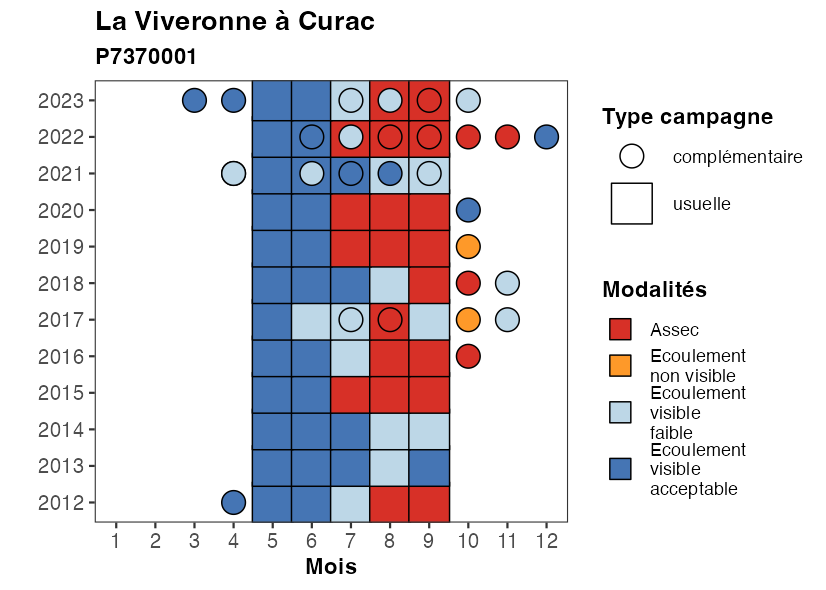 La Viveronne à Curac
P7370001
2023
2022
2021
2020
2019
2018
2017
2016
2015
2014
2013
2012
1 2 3 4 5 6 7 8 9 10 11 12
Mois
Type campagne
complémentaire
usuelle
Modalités
Assec
Ecoulement
non visible
Ecoulement
visible
faible
Ecoulement
visible
acceptable